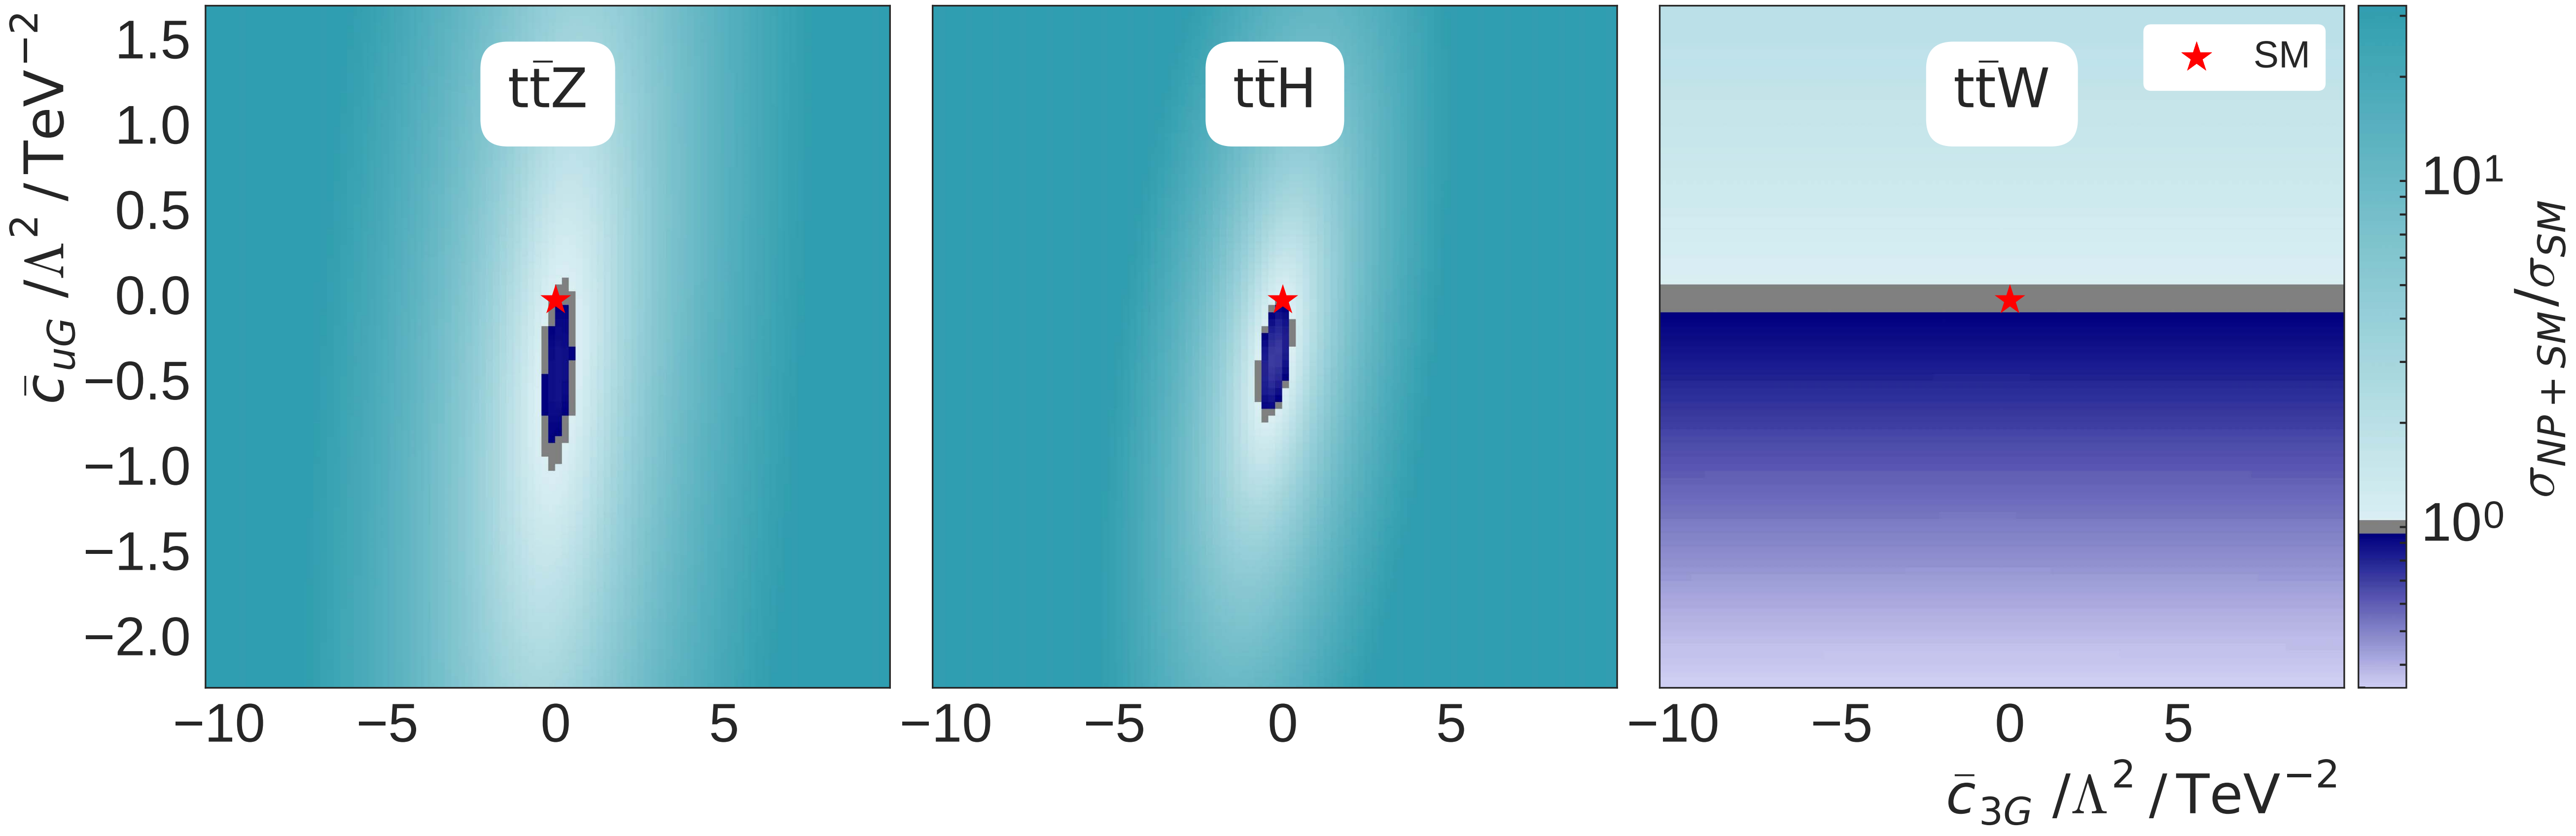 c̄uG /Λ² / TeV⁻²
1.5
1.0
0.5
0.0
−0.5
−1.0
−1.5
−2.0
tt̄Z
−10 −5 0 5
tt̄H
−10 −5 0 5
tt̄W
★ SM
−10 −5 0 5
c̄3G /Λ² / TeV⁻²
10¹
10⁰
σNP+SM/σSM